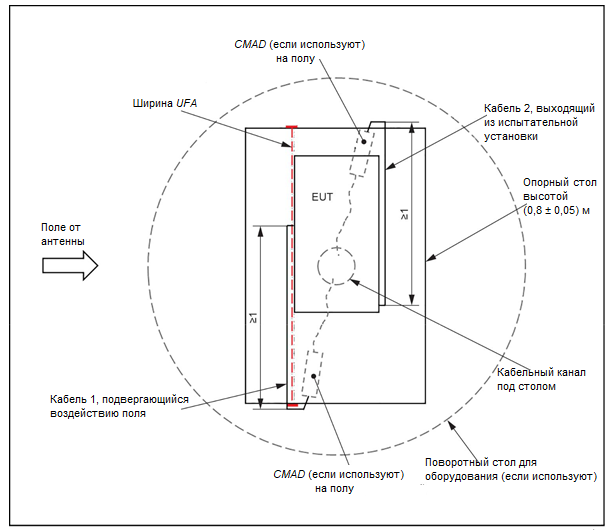 CMAD (если используют)
на полу
Ширина UFA
Кабель 2, выходящий
из испытательной
установки
EUT
Опорный стол
высотой
(0,8 ± 0,05) м
≥1
Поле от
антенны
≥1
Кабельный канал
под столом
Кабель 1, подвергающийся
воздействию поля
Поворотный стол для
оборудования (если используют)
CMAD (если используют)
на полу